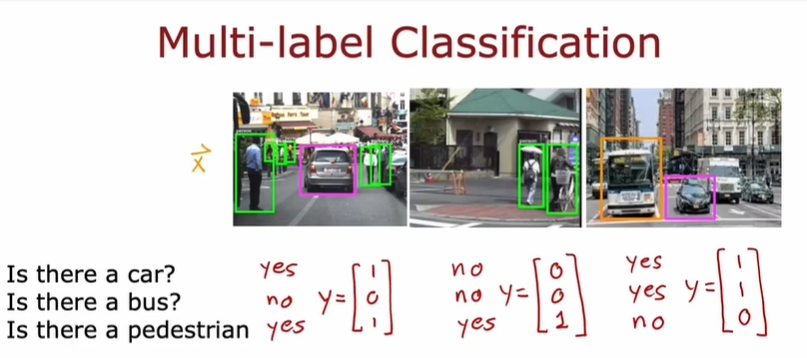 Multi-label Classification
x
Is there a car? yes no yes
Is there a bus? no y= [1 0 1] no y= [0 0 1] yes y= [1 1 0]
Is there a pedestrian yes yes no